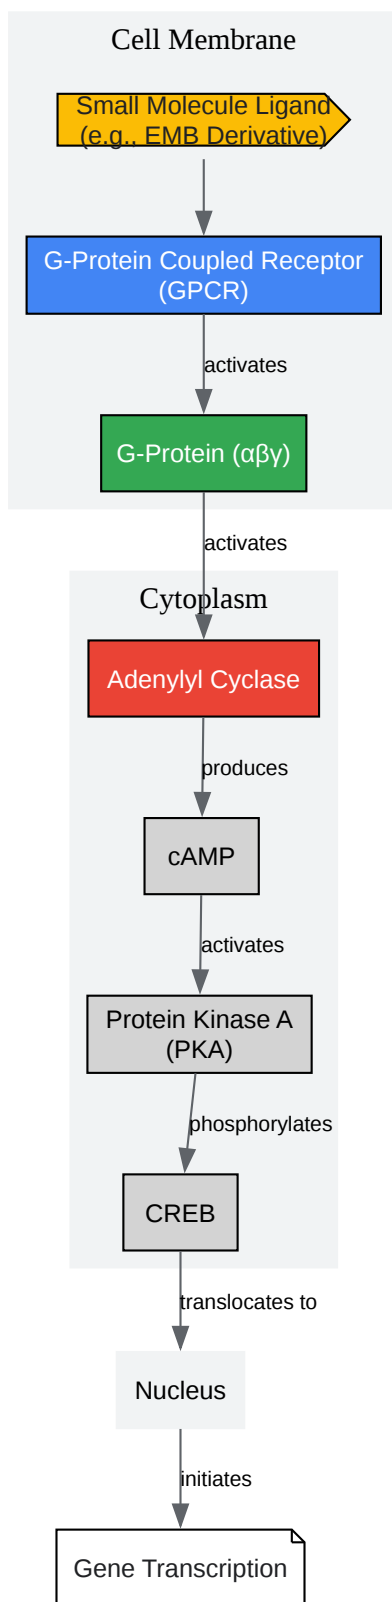 Cell Membrane
Small Molecule Ligand
(e.g., EMB Derivative)
G-Protein Coupled Receptor
(GPCR)
activates
G-Protein (αβγ)
activates
Cytoplasm
Adenylyl Cyclase
produces
cAMP
activates
Protein Kinase A
(PKA)
phosphorylates
CREB
translocates to
Nucleus
initiates
Gene Transcription